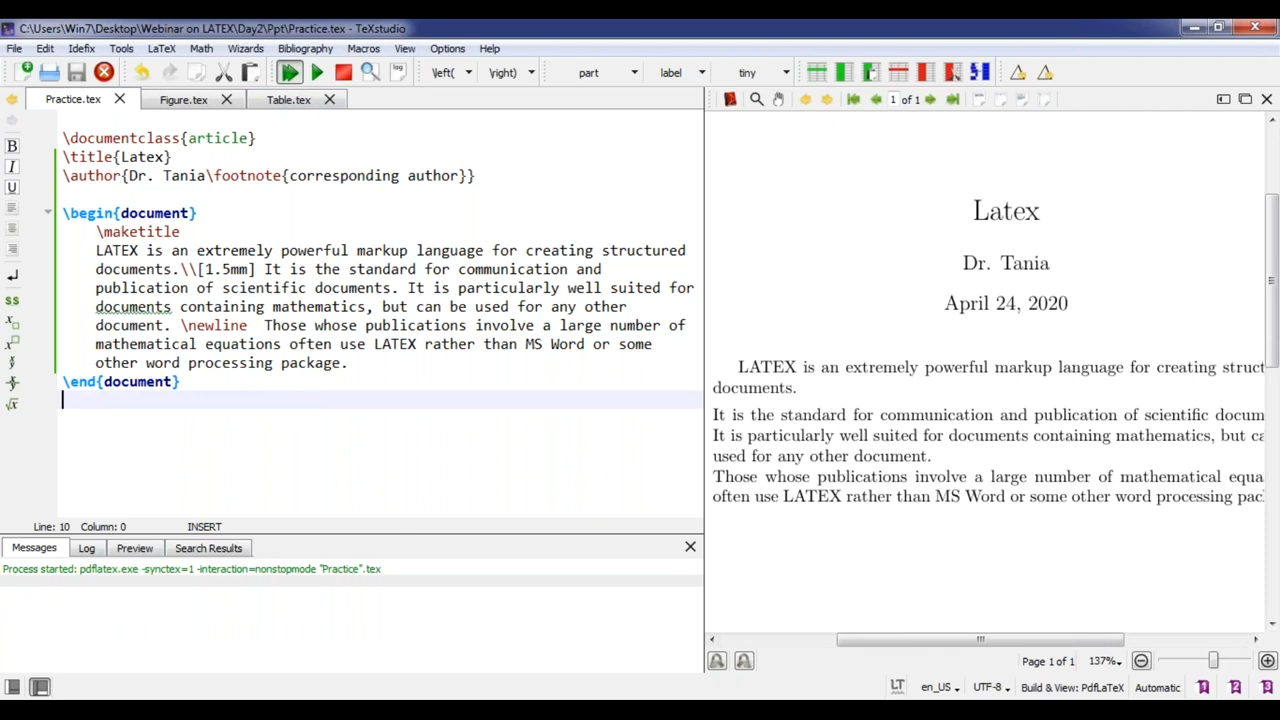 C:\Users\Win7\Desktop\Webinar on LATEX\Day2\Ppt\Practice.tex - TeXstudio
File Edit Idefix Tools LaTeX Math Wizards Bibliography Macros View Options Help
log \left( \right) part label tiny
Practice.tex Figure.tex Table.tex 1 of 1
\documentclass{article}
\title{Latex}
\author{Dr. Tania\footnote{corresponding author}}
\begin{document}
\maketitle
LATEX is an extremely powerful markup language for creating structured
documents.\\[1.5mm] It is the standard for communication and
publication of scientific documents. It is particularly well suited for
documents containing mathematics, but can be used for any other
document. \newline  Those whose publications involve a large number of
mathematical equations often use LATEX rather than MS Word or some
other word processing package.
\end{document}
B
I
U
$$
Line: 10 Column: 0 INSERT
Messages Log Preview Search Results
Process started: pdflatex.exe -synctex=1 -interaction=nonstopmode "Practice".tex
Latex
Dr. Tania
April 24, 2020
LATEX is an extremely powerful markup language for creating struct
documents.
It is the standard for communication and publication of scientific docum
It is particularly well suited for documents containing mathematics, but ca
used for any other document.
Those whose publications involve a large number of mathematical equa
often use LATEX rather than MS Word or some other word processing pac
Page 1 of 1 137%
LT en_US UTF-8 Build & View: PdfLaTeX Automatic 1 2 3